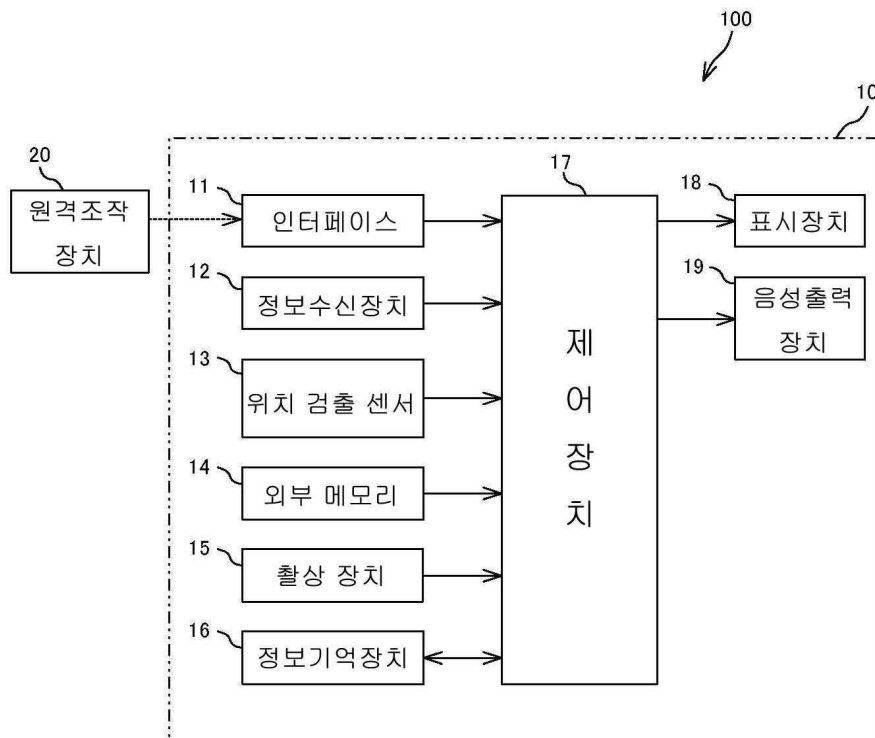 100
10
20
원격조작
장치
11
인터페이스
12
정보수신장치
13
위치 검출 센서
14
외부 메모리
15
촬상 장치
16
정보기억장치
17
제
어
장
치
18
표시장치
19
음성출력
장치